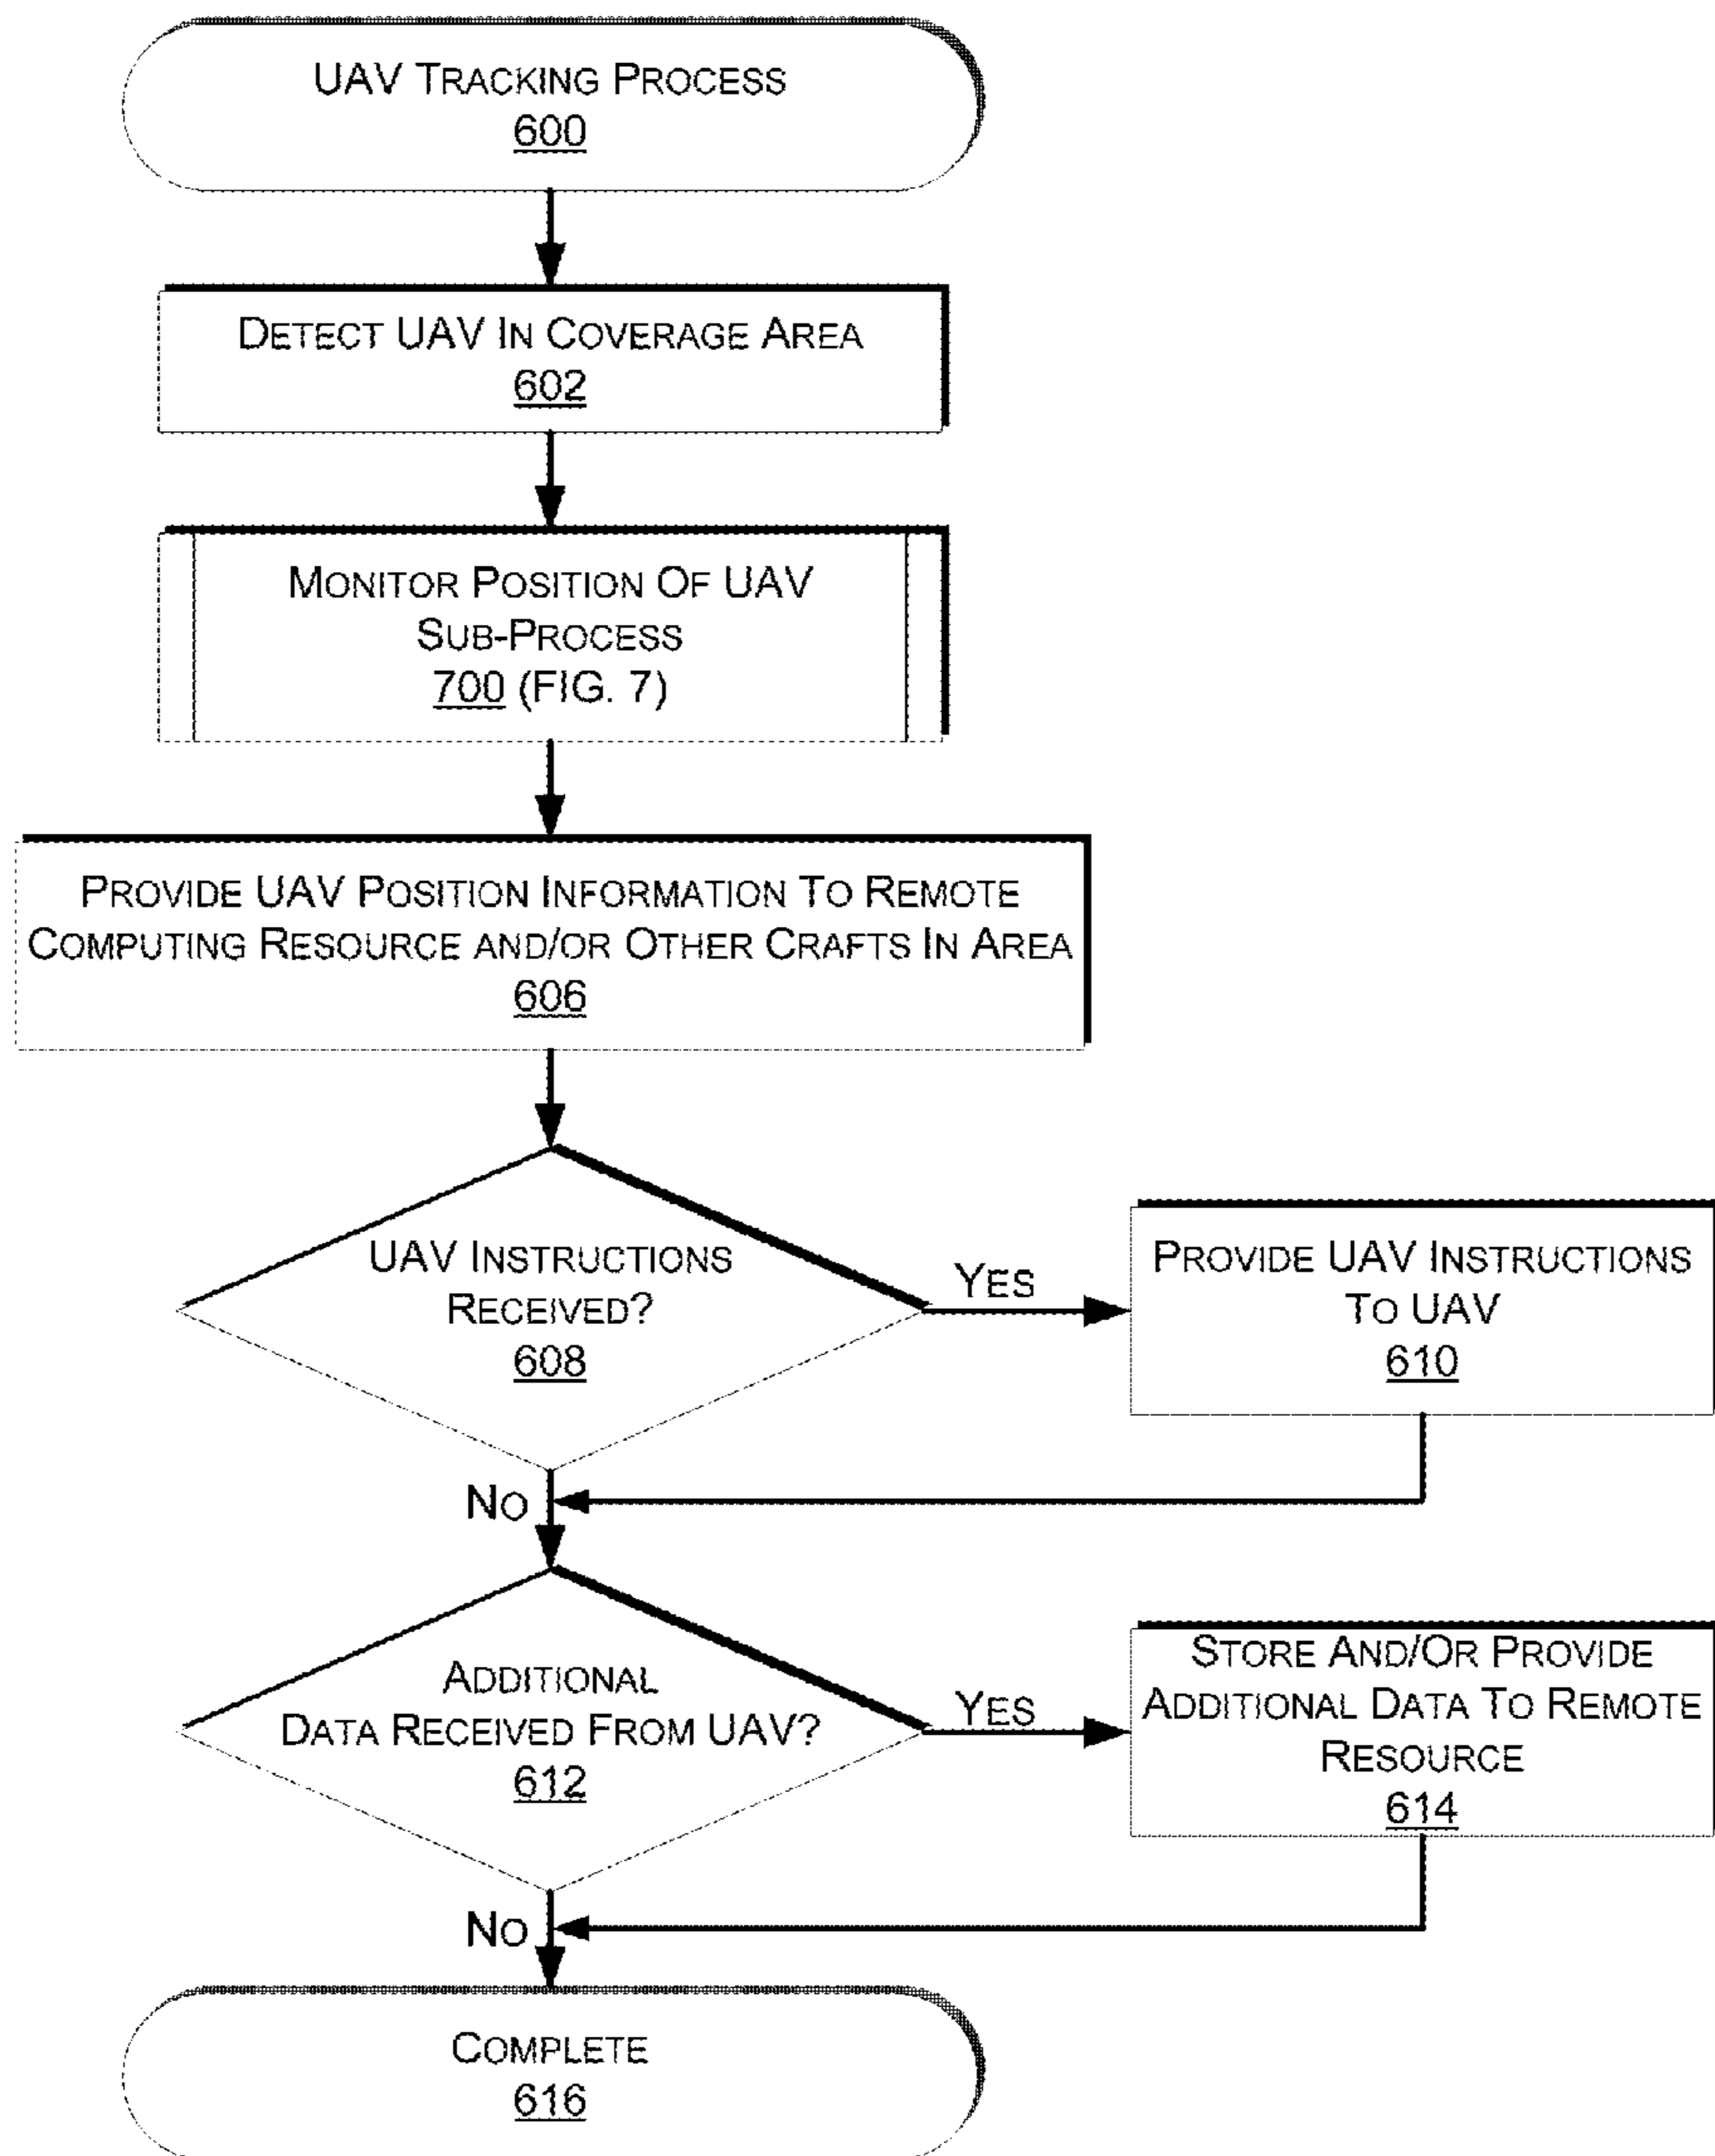 UAV TRACKING PROCESS
600
DETECT UAV IN COVERAGE AREA
602
MONITOR POSITION OF UAV
SUB-PROCESS
700 (FIG. 7)
PROVIDE UAV POSITION INFORMATION TO REMOTE
COMPUTING RESOURCE AND/OR OTHER CRAFTS IN AREA
606
UAV INSTRUCTIONS
RECEIVED?
608
YES
PROVIDE UAV INSTRUCTIONS
TO UAV
610
NO
ADDITIONAL
DATA RECEIVED FROM UAV?
612
YES
STORE AND/OR PROVIDE
ADDITIONAL DATA TO REMOTE
RESOURCE
614
NO
COMPLETE
616